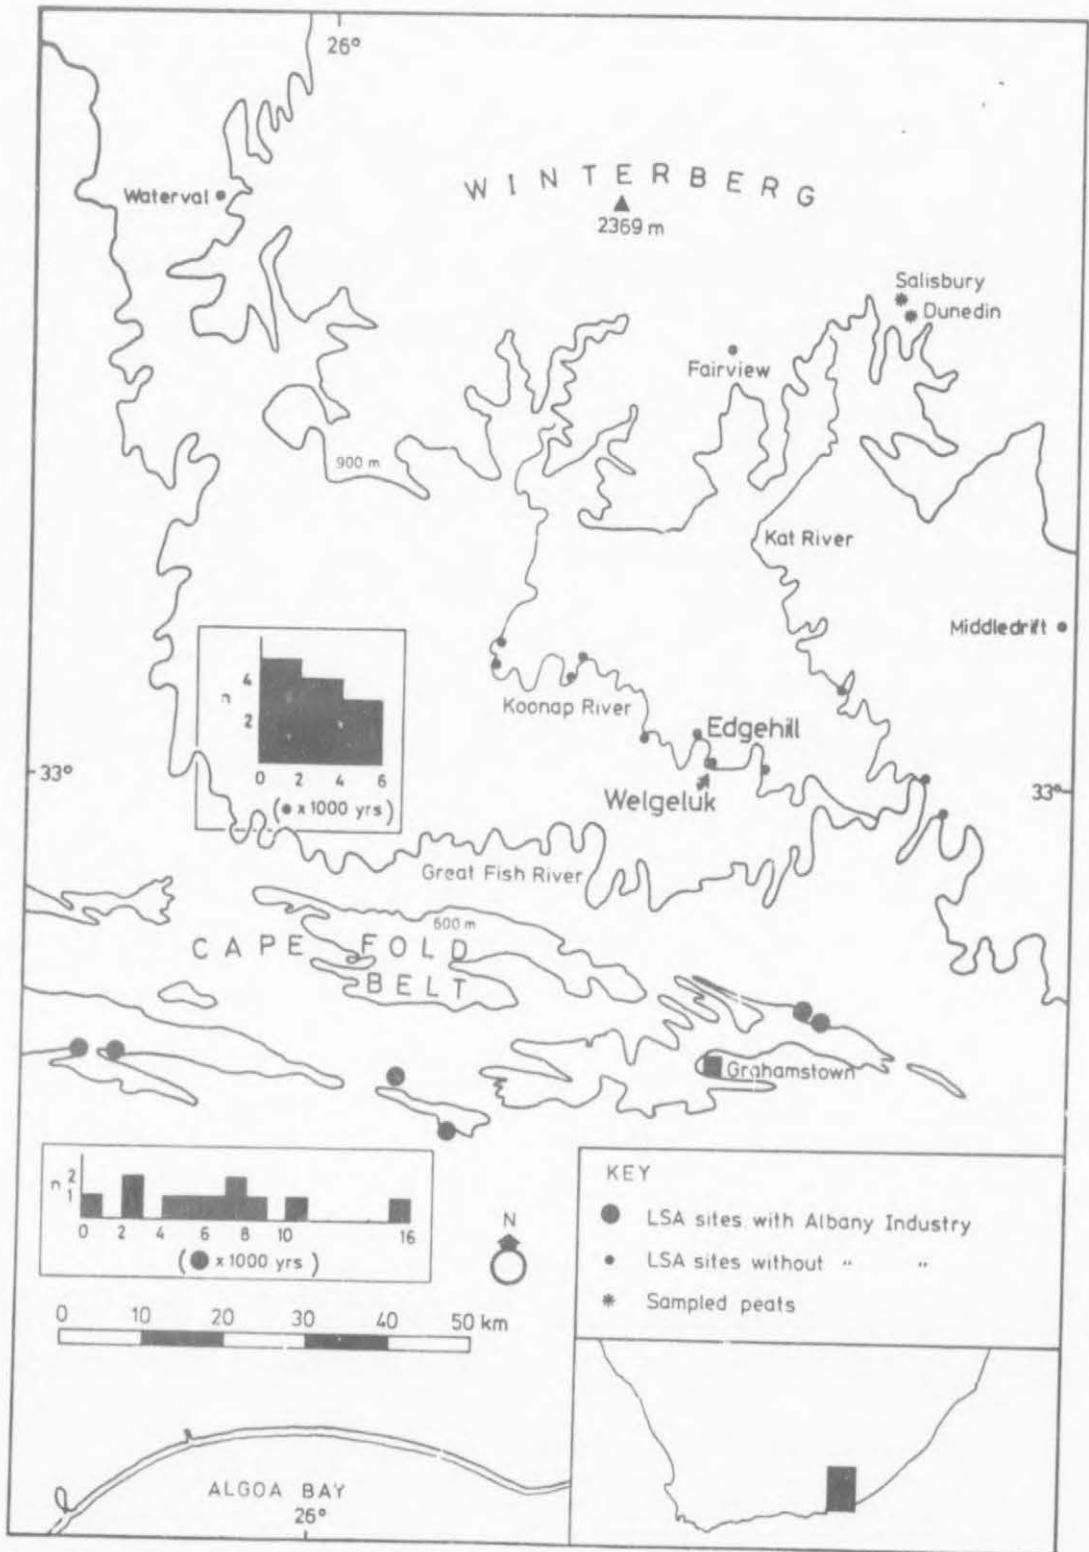 26°
WINTERBERG
2369 m
Waterval
Salisbury
Dunedin
Fairview
900 m
Kat River
Middledrift
Koonap River
Edgehill
Welgeluk
4
n
2
0 2 4 6
( x 1000 yrs )
33°
33°
Great Fish River
600 m
CAPE FOLD
BELT
Grahamstown
n 2
1
0 2 4 6 8 10 16
( x 1000 yrs )
N
0 10 20 30 40 50 km
KEY
LSA sites with Albany Industry
LSA sites without " "
Sampled peats
ALGOA BAY
26°